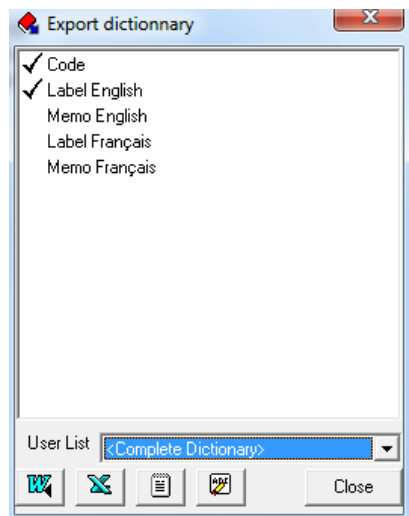 Export dictionnary
Code
Label English
Memo English
Label Français
Memo Français
User List <Complete Dictionary>
Close